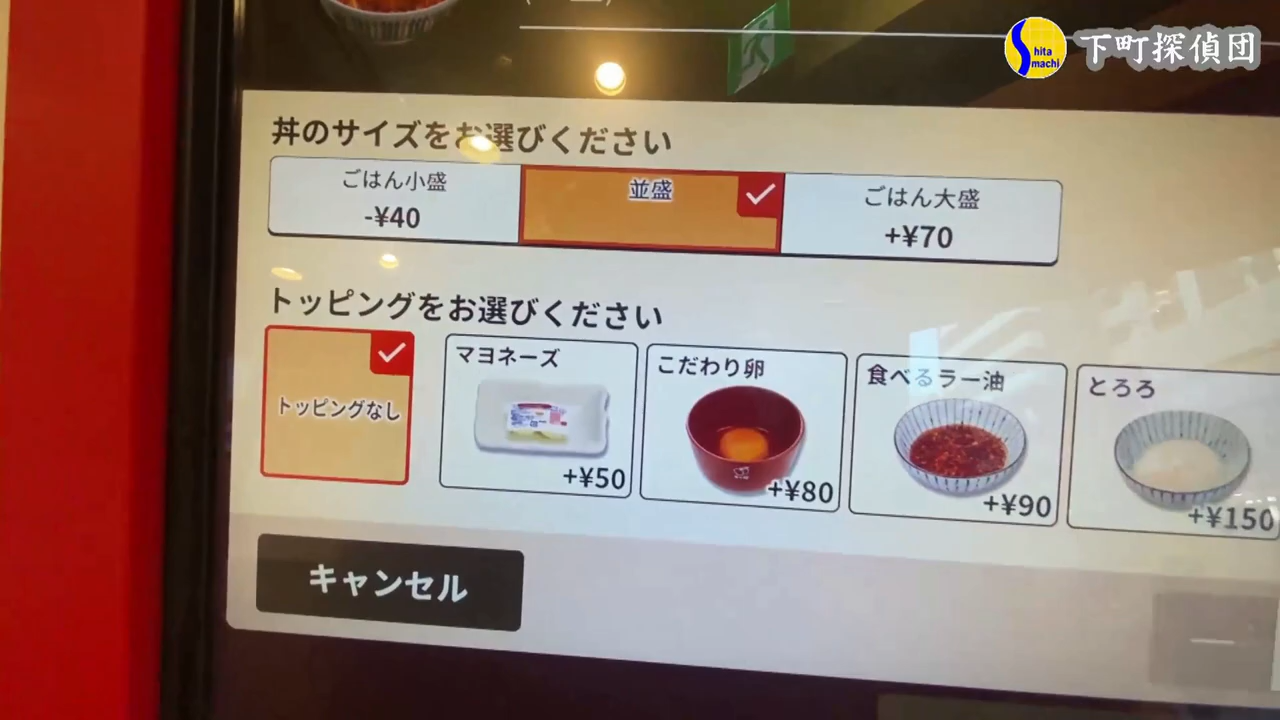 hita
machi
下町探偵団
丼のサイズをお選びください
ごはん小盛
-¥40
並盛
ごはん大盛
+¥70
トッピングをお選びください
トッピングなし
マヨネーズ
+¥50
こだわり卵
+¥80
食べるラー油
+¥90
とろろ
+¥150
キャンセル